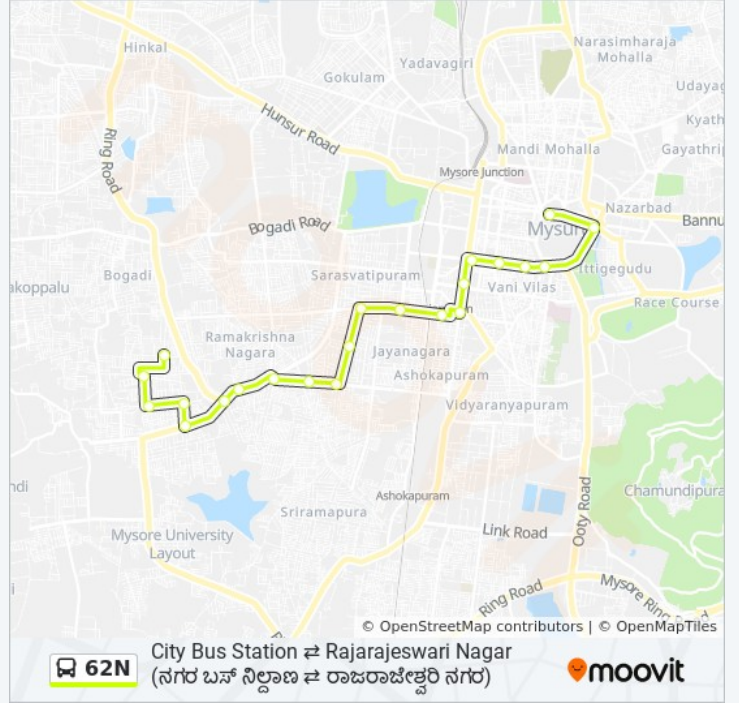 Hinkal
Narasimharaja
Mohalla
Yadavagiri
Gokulam
Udayag
Hunsur Road
Kyath
Ring Road
Mandi Mohalla
Gayathrip
Mysore Junction
Nazarbad
Bannu
Bogadi Road
Mysur
Bogadi
Sarasvatipuram
Ittigegudu
akoppalu
Vani Vilas
Race Course
Ramakrishna
Nagara
Jayanagara
Ashokapuram
Vidyaranyapuram
ndi
Chamundipura
Ashokapuram
Sriramapura
Ooty Road
Mysore University
Layout
Link Road
Ring Road
Mysore Ring
© OpenStreetMap contributors | © OpenMapTiles
62N
City Bus Station ⇄ Rajarajeswari Nagar
(ನಗರ ಬಸ್ ನಿಲ್ದಾಣ ⇄ ರಾಜರಾಜೇಶ್ವರಿ ನಗರ)
moovit